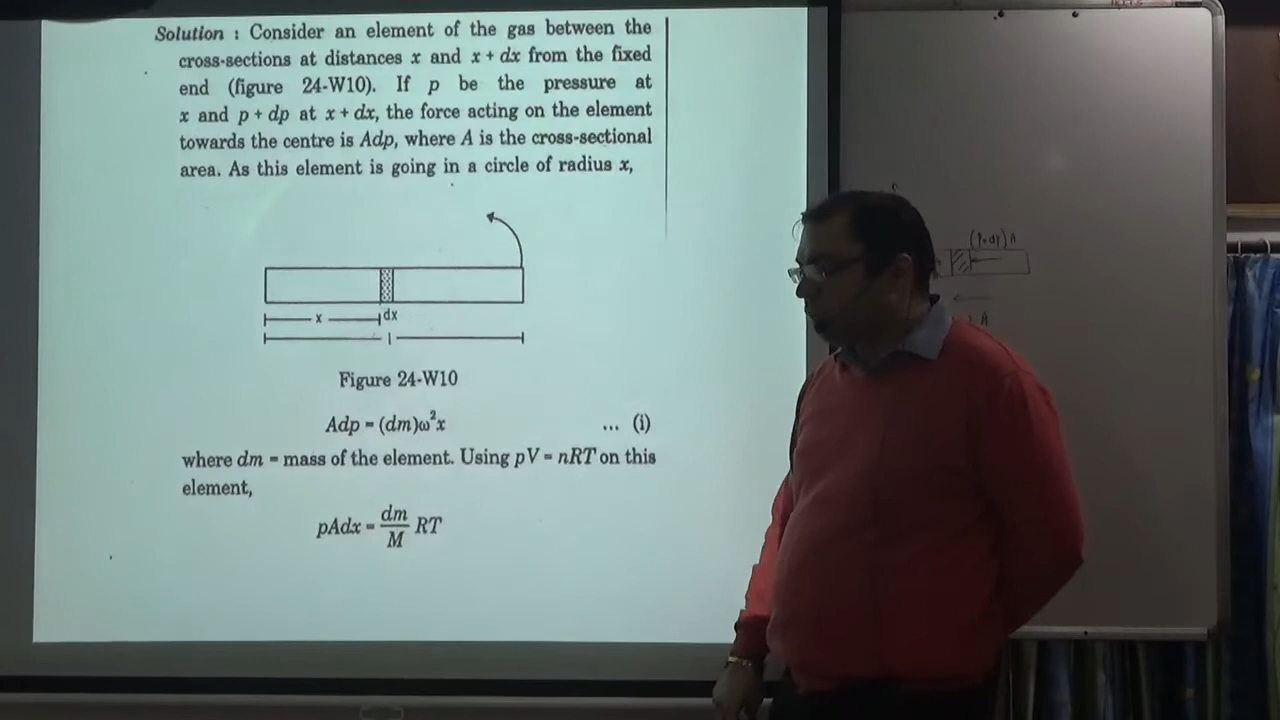 Solution : Consider an element of the gas between the
cross-sections at distances x and x + dx from the fixed
end (figure 24-W10). If p be the pressure at
x and p + dp at x + dx, the force acting on the element
towards the centre is Adp, where A is the cross-sectional
area. As this element is going in a circle of radius x,
x
dx
l
Figure 24-W10
Adp = (dm)ω²x ... (i)
where dm = mass of the element. Using pV = nRT on this
element,
pAdx = dm/M RT
(P+dp) A
A